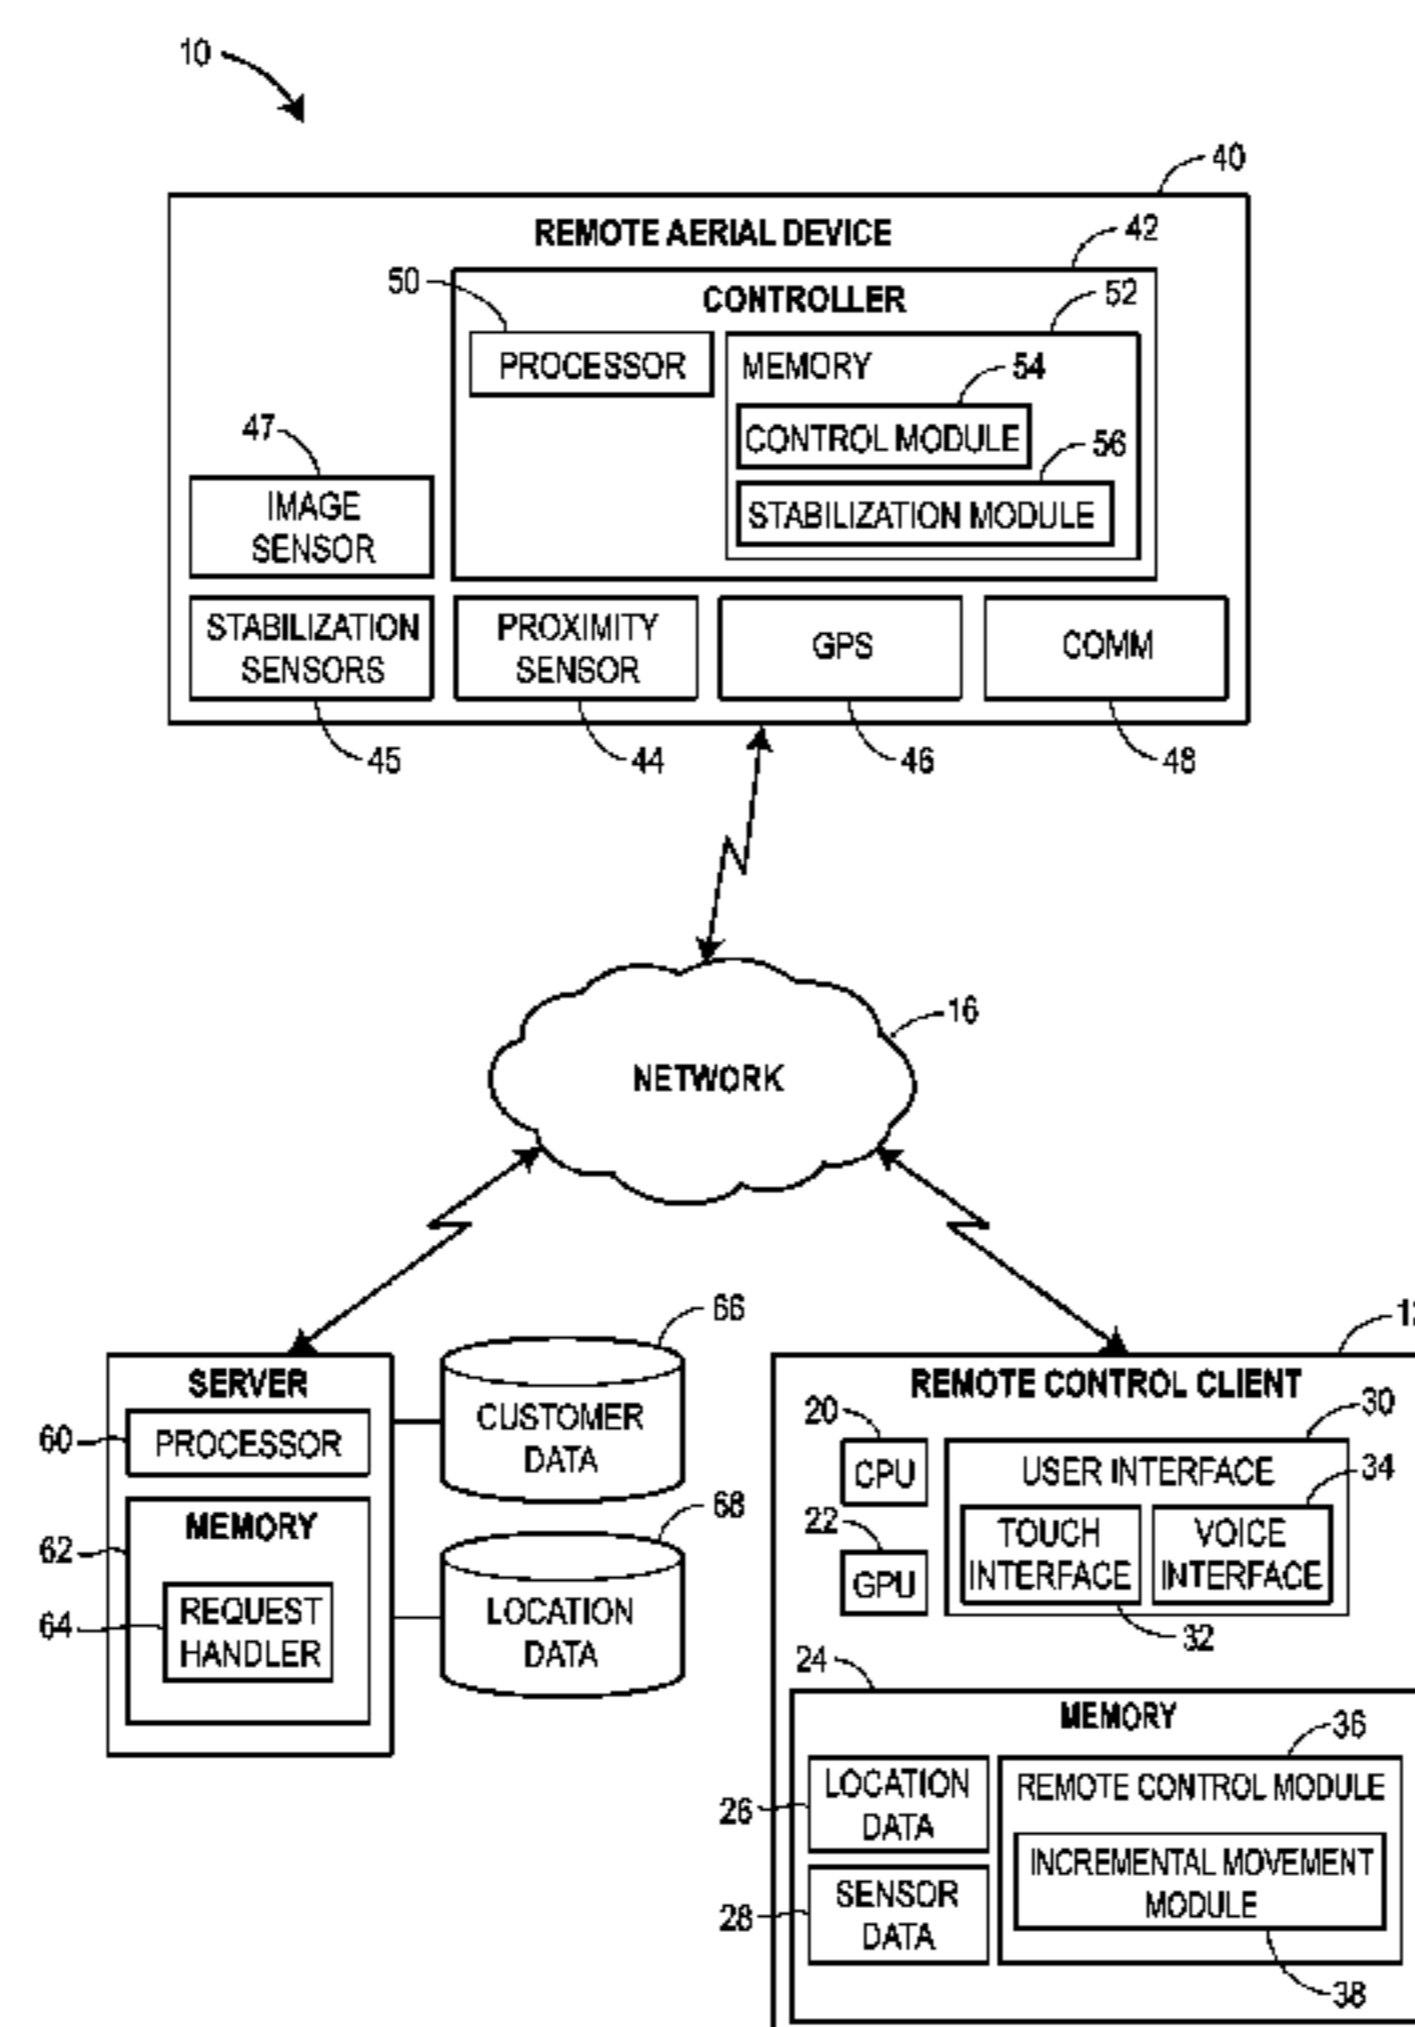 10
40
REMOTE AERIAL DEVICE
42
50
CONTROLLER
52
PROCESSOR
MEMORY
54
CONTROL MODULE
56
STABILIZATION MODULE
47
IMAGE
SENSOR
STABILIZATION
SENSORS
PROXIMITY
SENSOR
GPS
COMM
45
44
46
48
16
NETWORK
66
SERVER
60
PROCESSOR
CUSTOMER
DATA
62
MEMORY
68
64
REQUEST
HANDLER
LOCATION
DATA
REMOTE CONTROL CLIENT
20
30
CPU
USER INTERFACE
34
22
GPU
TOUCH
INTERFACE
VOICE
INTERFACE
32
24
MEMORY
36
26
LOCATION
DATA
REMOTE CONTROL MODULE
28
SENSOR
DATA
INCREMENTAL MOVEMENT
MODULE
38